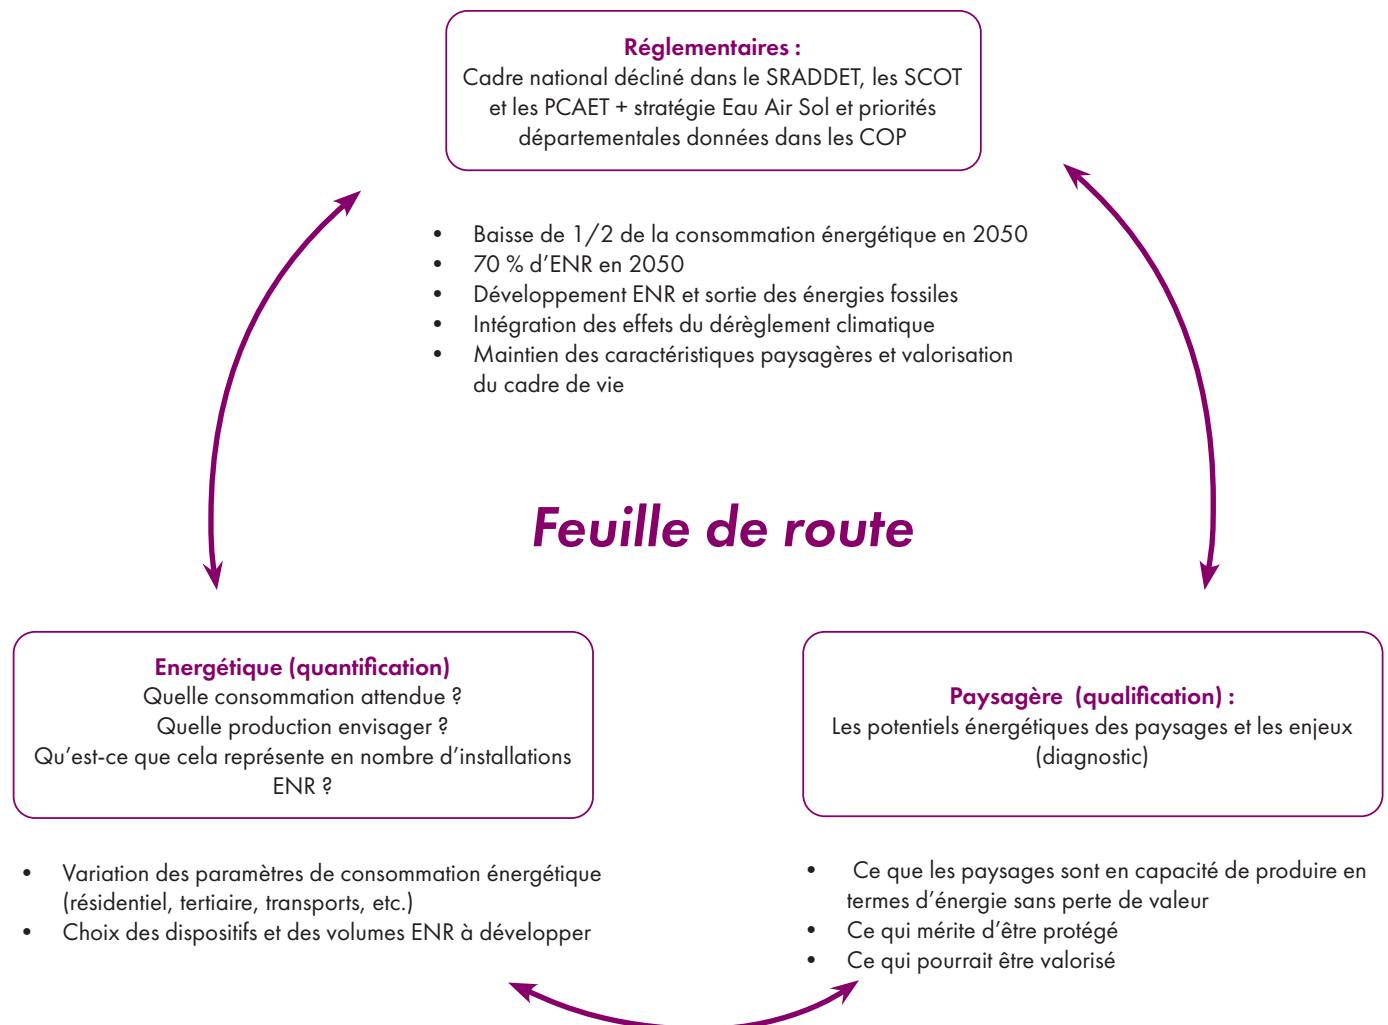 Réglementaires :
Cadre national décliné dans le SRADDET, les SCOT
et les PCAET + stratégie Eau Air Sol et priorités
départementales données dans les COP
• Baisse de 1/2 de la consommation énergétique en 2050
• 70 % d’ENR en 2050
• Développement ENR et sortie des énergies fossiles
• Intégration des effets du dérèglement climatique
• Maintien des caractéristiques paysagères et valorisation
du cadre de vie
Feuille de route
Energétique (quantification)
Quelle consommation attendue ?
Quelle production envisager ?
Qu’est-ce que cela représente en nombre d’installations
ENR ?
• Variation des paramètres de consommation énergétique
(résidentiel, tertiaire, transports, etc.)
• Choix des dispositifs et des volumes ENR à développer
Paysagère (qualification) :
Les potentiels énergétiques des paysages et les enjeux
(diagnostic)
• Ce que les paysages sont en capacité de produire en
termes d’énergie sans perte de valeur
• Ce qui mérite d’être protégé
• Ce qui pourrait être valorisé